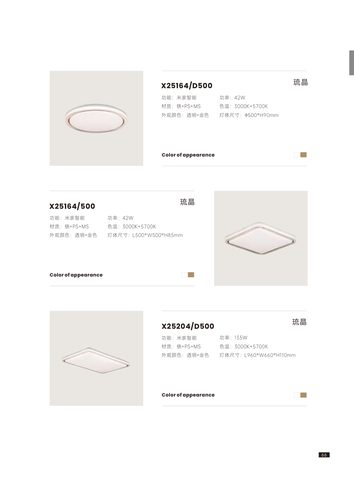 X25164/D500
琉晶
功能：米家智能
功率：42W
材质：铁+PS+MS
色温：3000K+5700K
外观颜色：透明+金色
灯体尺寸：Φ500*H90mm
Color of appearance
X25164/500
琉晶
功能：米家智能
功率：42W
材质：铁+PS+MS
色温：3000K+5700K
外观颜色：透明+金色
灯体尺寸：L500*W500*H85mm
Color of appearance
X25204/D500
琉晶
功能：米家智能
功率：155W
材质：铁+PS+MS
色温：3000K+5700K
外观颜色：透明+金色
灯体尺寸：L960*W660*H110mm
Color of appearance